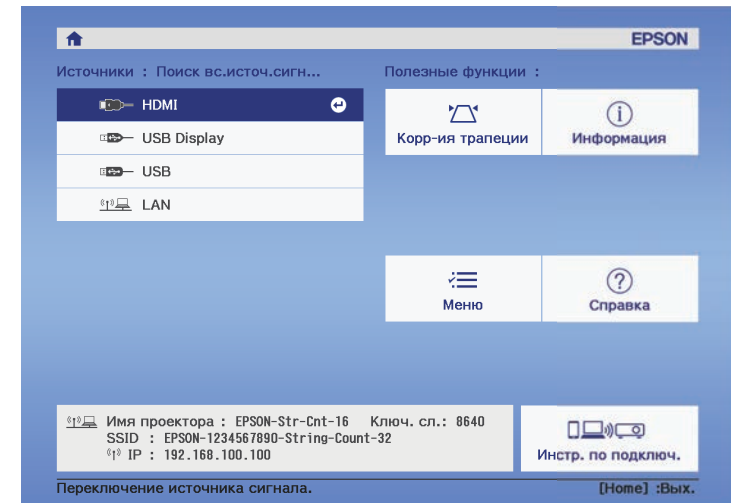 EPSON
Источники : Поиск вс.источ.сигн...
Полезные функции :
HDMI
USB Display
USB
LAN
Корр-ия трапеции
Информация
Меню
Справка
Имя проектора : EPSON-Str-Cnt-16 Ключ. сл.: 8640
SSID : EPSON-1234567890-String-Count-32
IP : 192.168.100.100
Инстр. по подключ.
Переключение источника сигнала.
[Home] :Вых.